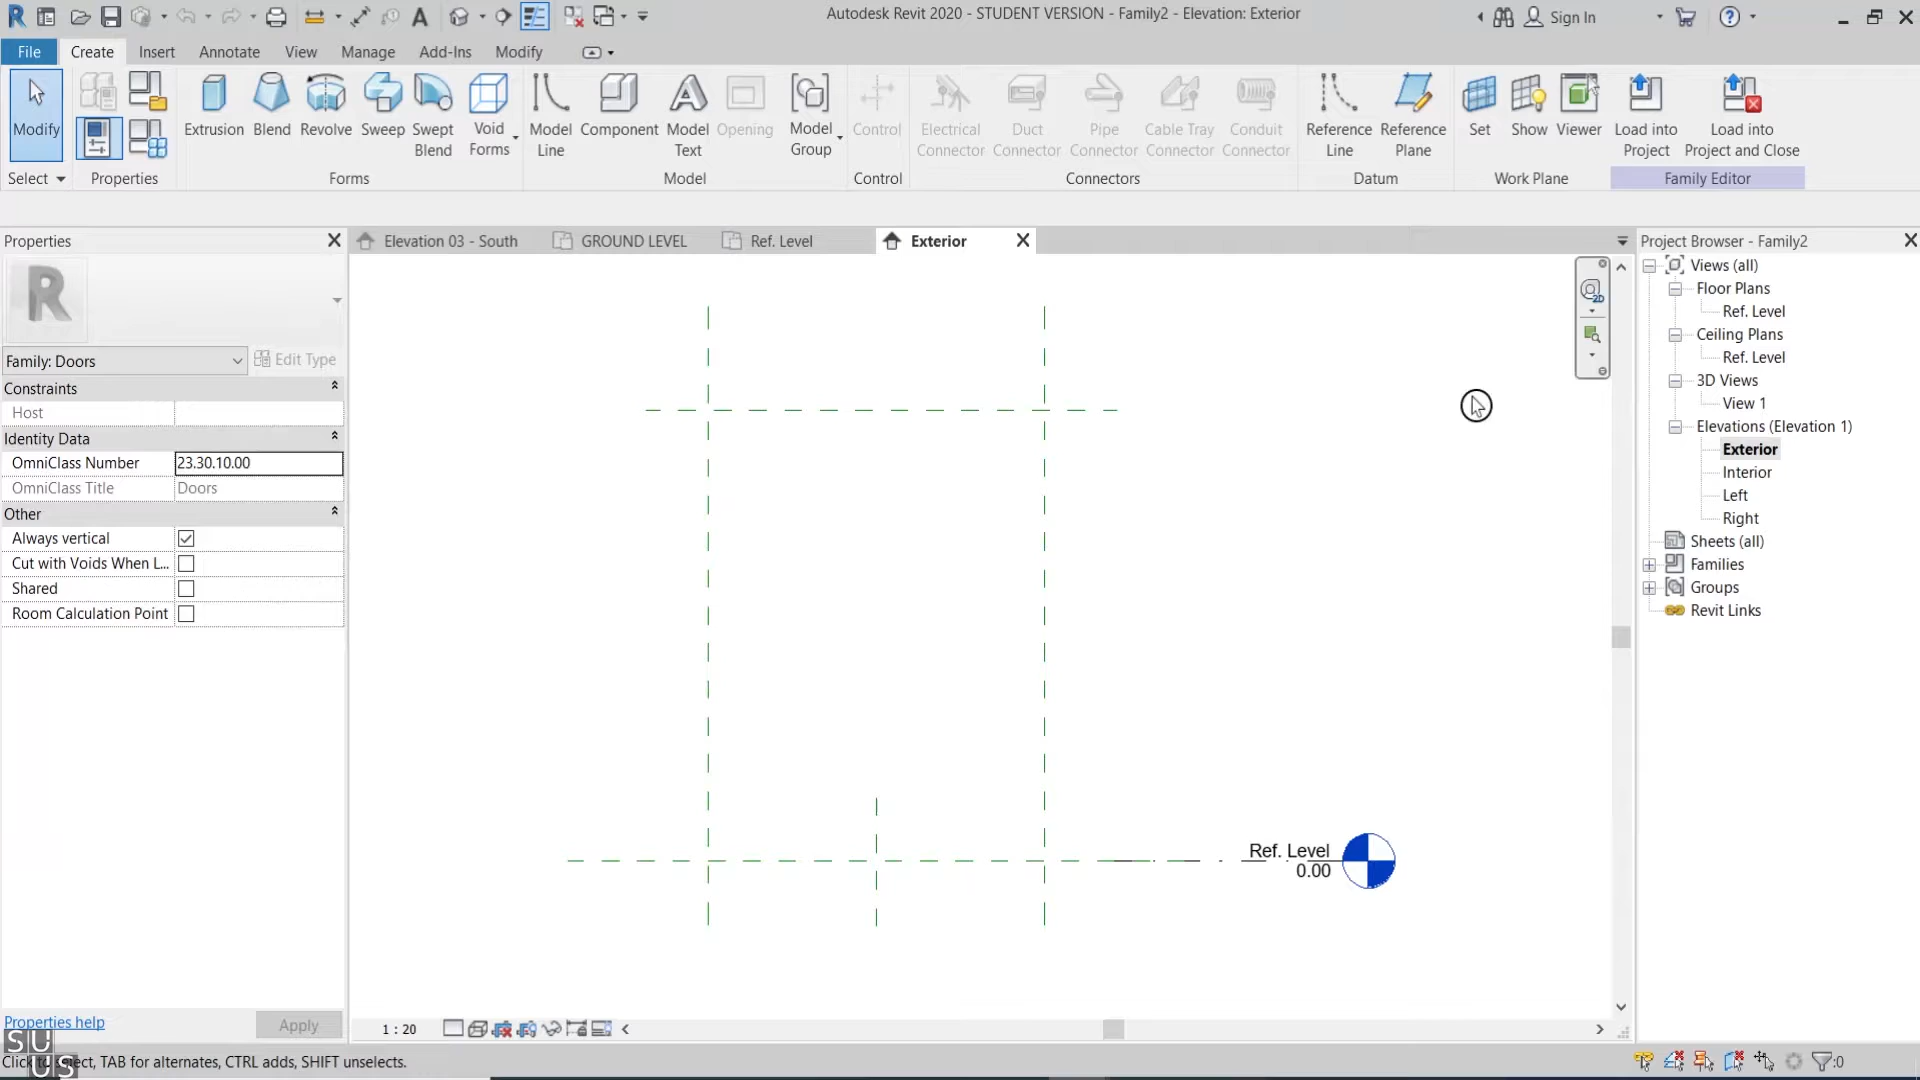 Autodesk Revit 2020 - STUDENT VERSION - Family2 - Elevation: Exterior
Sign In
File Create Insert Annotate View Manage Add-Ins Modify
Modify
Extrusion Blend Revolve Sweep Swept Blend Void Forms
Model Line Component Model Text Opening Model Group
Control
Electrical Connector Duct Connector Pipe Connector Cable Tray Connector Conduit Connector
Reference Line Reference Plane
Set Show Viewer
Load into Project Load into Project and Close
Select Properties Forms Model Control Connectors Datum Work Plane Family Editor
Properties
Elevation 03 - South GROUND LEVEL Ref. Level Exterior
Project Browser - Family2
R
Family: Doors
Edit Type
Constraints
Host
Identity Data
OmniClass Number 23.30.10.00
OmniClass Title Doors
Other
Always vertical
Cut with Voids When L...
Shared
Room Calculation Point
Properties help
Apply
Ref. Level
0.00
2D
1 : 20
Views (all)
Floor Plans
Ref. Level
Ceiling Plans
Ref. Level
3D Views
View 1
Elevations (Elevation 1)
Exterior
Interior
Left
Right
Sheets (all)
Families
Groups
Revit Links
Click to select, TAB for alternates, CTRL adds, SHIFT unselects.
:0